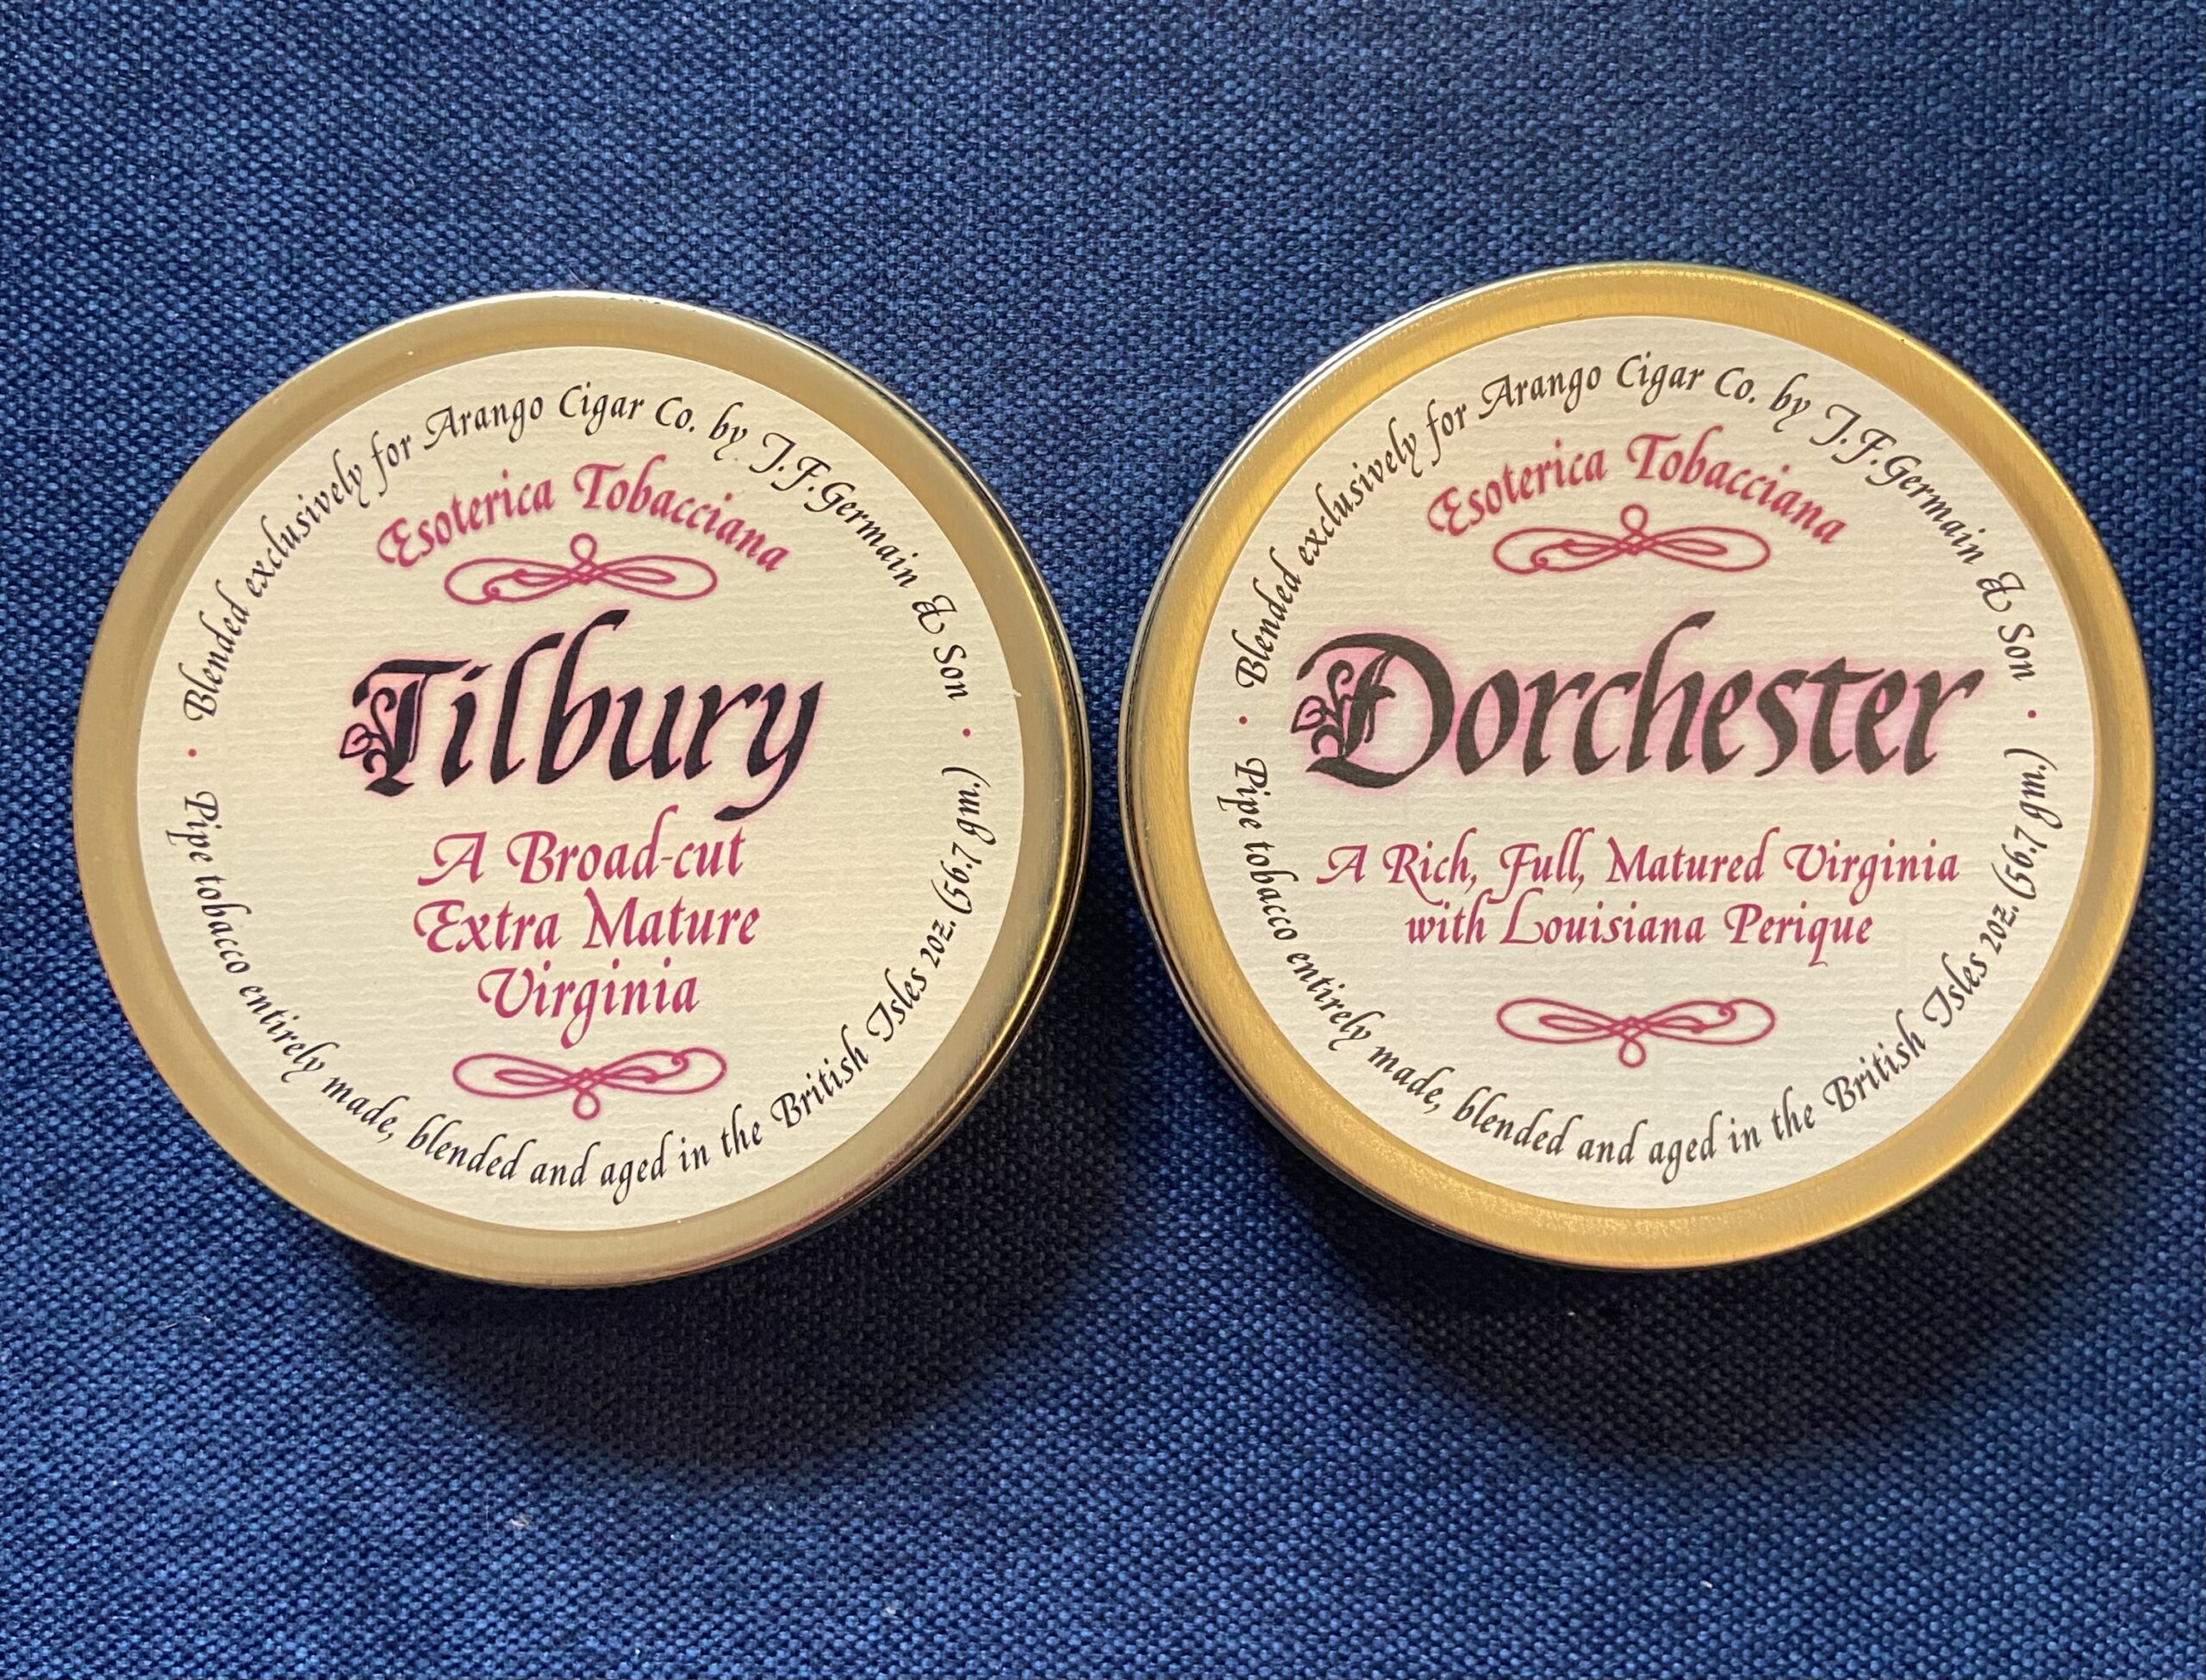 Blended exclusively for Arango Cigar Co. by J.F.Germain & Son
Esoterica Tobacciana
Tilbury
A Broad-cut
Extra Mature
Virginia
Pipe tobacco entirely made, blended and aged in the British Isles 2oz. (56.7 gm.)
Blended exclusively for Arango Cigar Co. by J.F.Germain & Son
Esoterica Tobacciana
Dorchester
A Rich, Full, Matured Virginia
with Louisiana Perique
Pipe tobacco entirely made, blended and aged in the British Isles 2oz. (56.7 gm.)